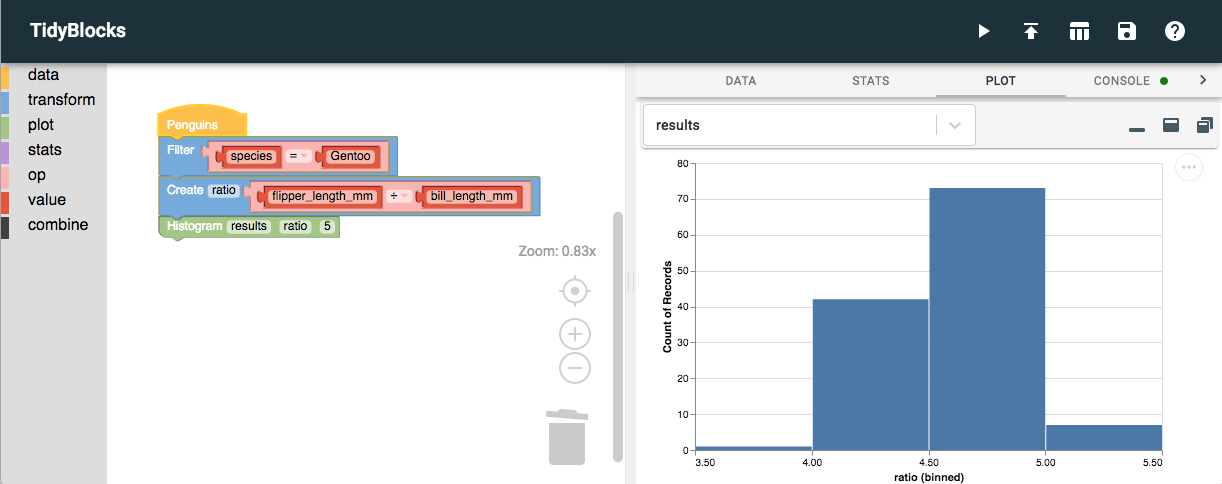 TidyBlocks
data
transform
plot
stats
op
value
combine
Penguins
Filter species = Gentoo
Create ratio flipper_length_mm ÷ bill_length_mm
Histogram results ratio 5
Zoom: 0.83x
DATA STATS PLOT CONSOLE
results
80
70
60
50
40
30
20
10
0
Count of Records
3.50 4.00 4.50 5.00 5.50
ratio (binned)